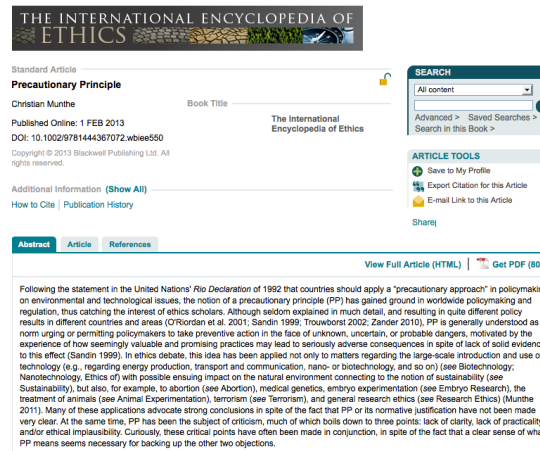 THE INTERNATIONAL ENCYCLOPEDIA OF
ETHICS
Standard Article
Precautionary Principle
Christian Munthe
Book Title
Published Online: 1 FEB 2013
The International
Encyclopedia of Ethics
DOI: 10.1002/9781444367072.wbiee550
Copyright © 2013 Blackwell Publishing Ltd. All
rights reserved.
Additional Information (Show All)
How to Cite | Publication History
SEARCH
All content
Advanced > Saved Searches >
Search in this Book >
ARTICLE TOOLS
Save to My Profile
Export Citation for this Article
E-mail Link to this Article
Share|
Abstract Article References
View Full Article (HTML) | Get PDF (80
Following the statement in the United Nations' Rio Declaration of 1992 that countries should apply a "precautionary approach" in policymakin
on environmental and technological issues, the notion of a precautionary principle (PP) has gained ground in worldwide policymaking and
regulation, thus catching the interest of ethics scholars. Although seldom explained in much detail, and resulting in quite different policy
results in different countries and areas (O'Riordan et al. 2001; Sandin 1999; Trouwborst 2002; Zander 2010), PP is generally understood as
norm urging or permitting policymakers to take preventive action in the face of unknown, uncertain, or probable dangers, motivated by the
experience of how seemingly valuable and promising practices may lead to seriously adverse consequences in spite of lack of solid evidenc
to this effect (Sandin 1999). In ethics debate, this idea has been applied not only to matters regarding the large-scale introduction and use o
technology (e.g., regarding energy production, transport and communication, nano- or biotechnology, and so on) (see Biotechnology;
Nanotechnology, Ethics of) with possible ensuing impact on the natural environment connecting to the notion of sustainability (see
Sustainability), but also, for example, to abortion (see Abortion), medical genetics, embryo experimentation (see Embryo Research), the
treatment of animals (see Animal Experimentation), terrorism (see Terrorism), and general research ethics (see Research Ethics) (Munthe
2011). Many of these applications advocate strong conclusions in spite of the fact that PP or its normative justification have not been made
very clear. At the same time, PP has been the subject of criticism, much of which boils down to three points: lack of clarity, lack of practicalit
and/or ethical implausibility. Curiously, these critical points have often been made in conjunction, in spite of the fact that a clear sense of wha
PP means seems necessary for backing up the other two objections.